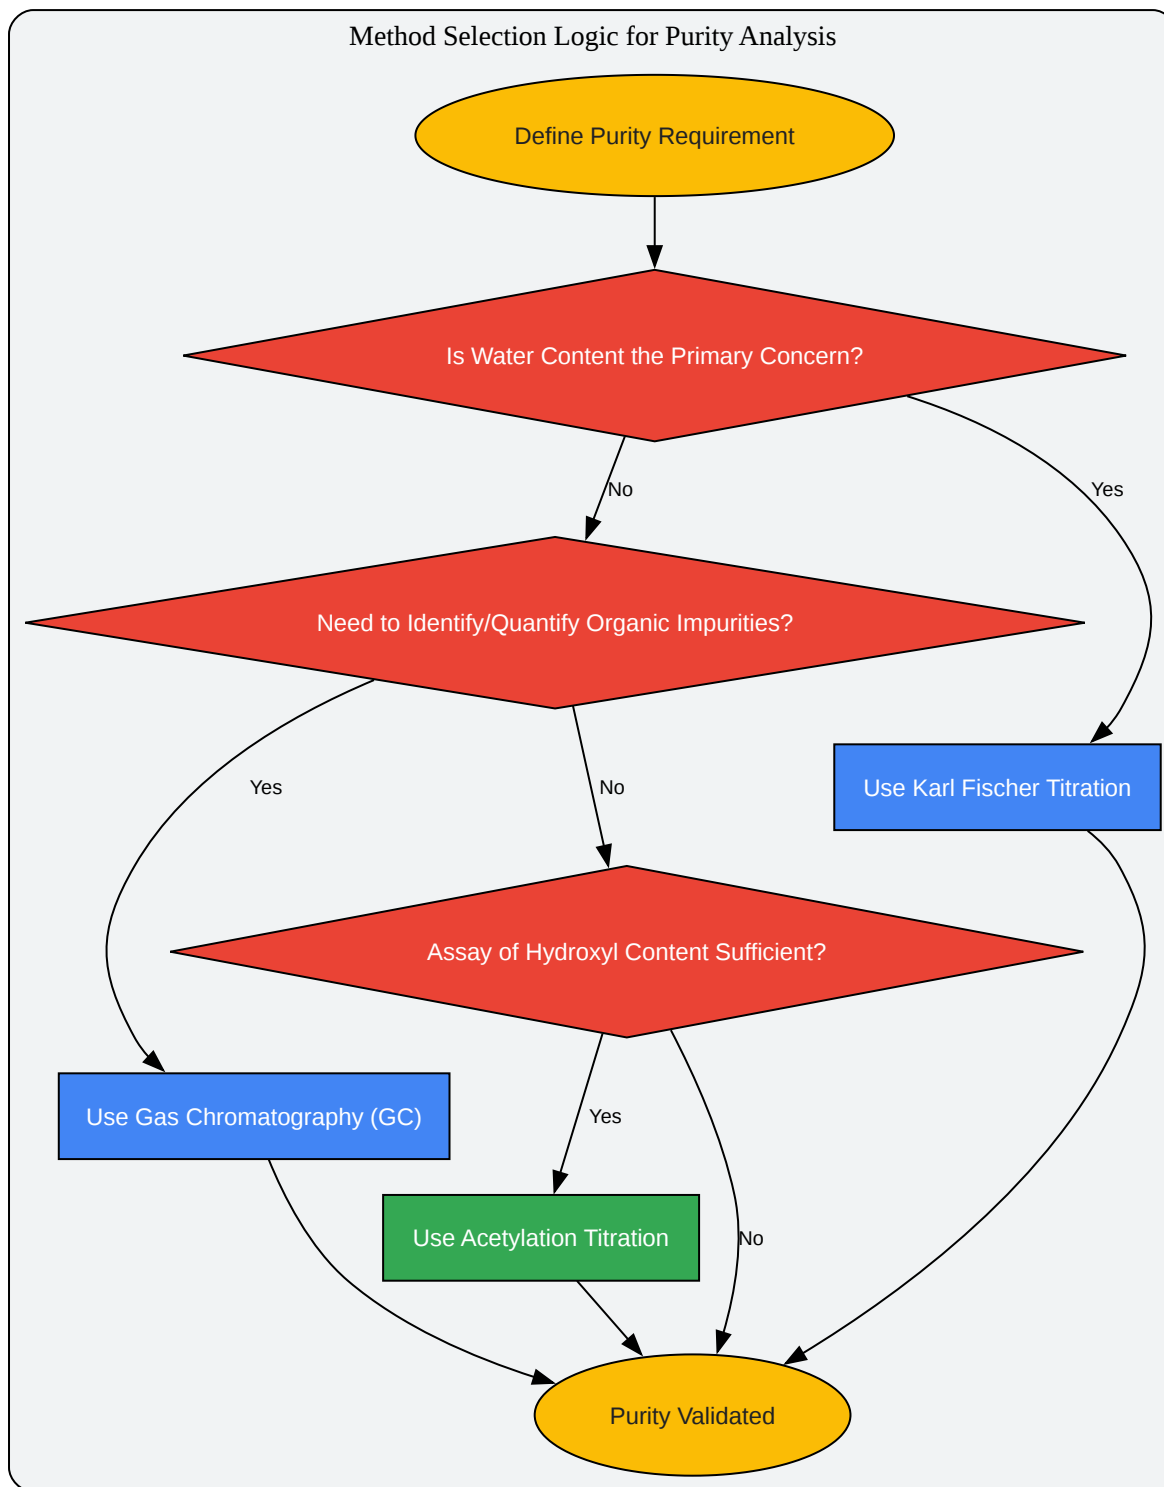 Method Selection Logic for Purity Analysis
Define Purity Requirement
Is Water Content the Primary Concern?
No
Yes
Need to Identify/Quantify Organic Impurities?
Yes
No
Use Karl Fischer Titration
Assay of Hydroxyl Content Sufficient?
Use Gas Chromatography (GC)
Yes
Use Acetylation Titration
No
Purity Validated